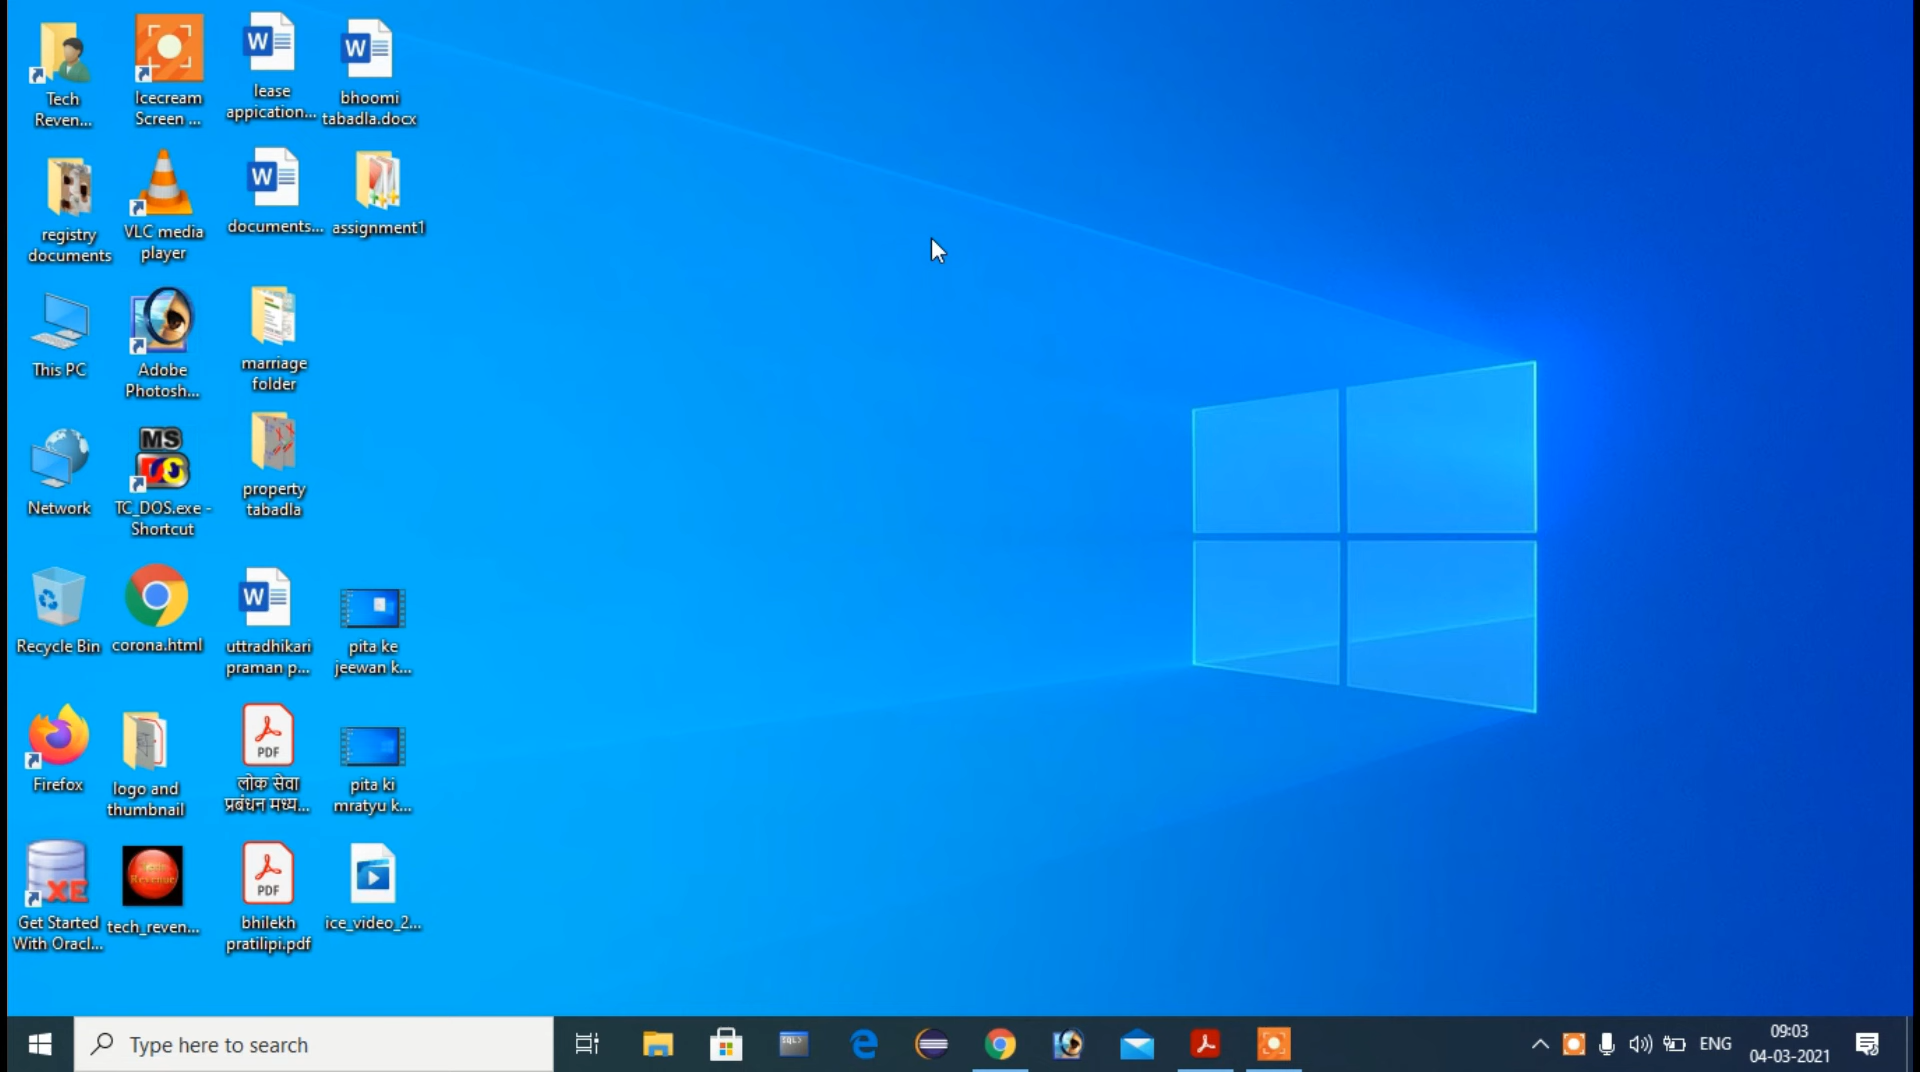 Tech
Reven...
Icecream
Screen ...
lease
appication...
bhoomi
tabadla.docx
registry
documents
VLC media
player
documents...
assignment1
This PC
Adobe
Photosh...
marriage
folder
Network
MS
TC_DOS.exe -
Shortcut
property
tabadla
Recycle Bin
corona.html
uttradhikari
praman p...
pita ke
jeewan k...
Firefox
logo and
thumbnail
PDF
लोक सेवा
प्रबंधन मध्य...
pita ki
mratyu k...
XE
Get Started
With Oracl...
Revenue
tech_reven...
PDF
bhilekh
pratilipi.pdf
ice_video_2...
Type here to search
SQL>
ENG
09:03
04-03-2021